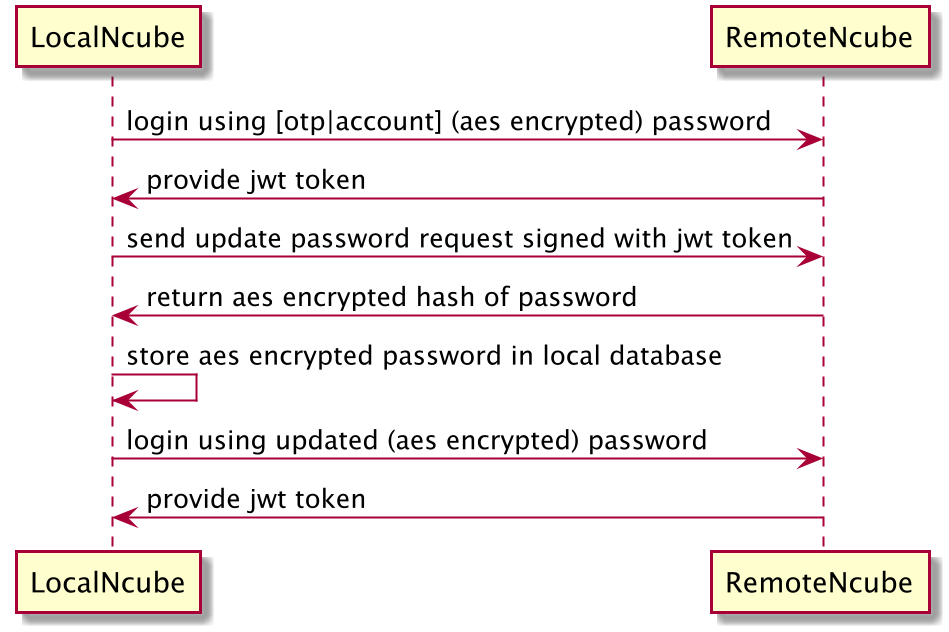 LocalNcube
RemoteNcube
login using [otp|account] (aes encrypted) password
provide jwt token
send update password request signed with jwt token
return aes encrypted hash of password
store aes encrypted password in local database
login using updated (aes encrypted) password
provide jwt token
LocalNcube
RemoteNcube